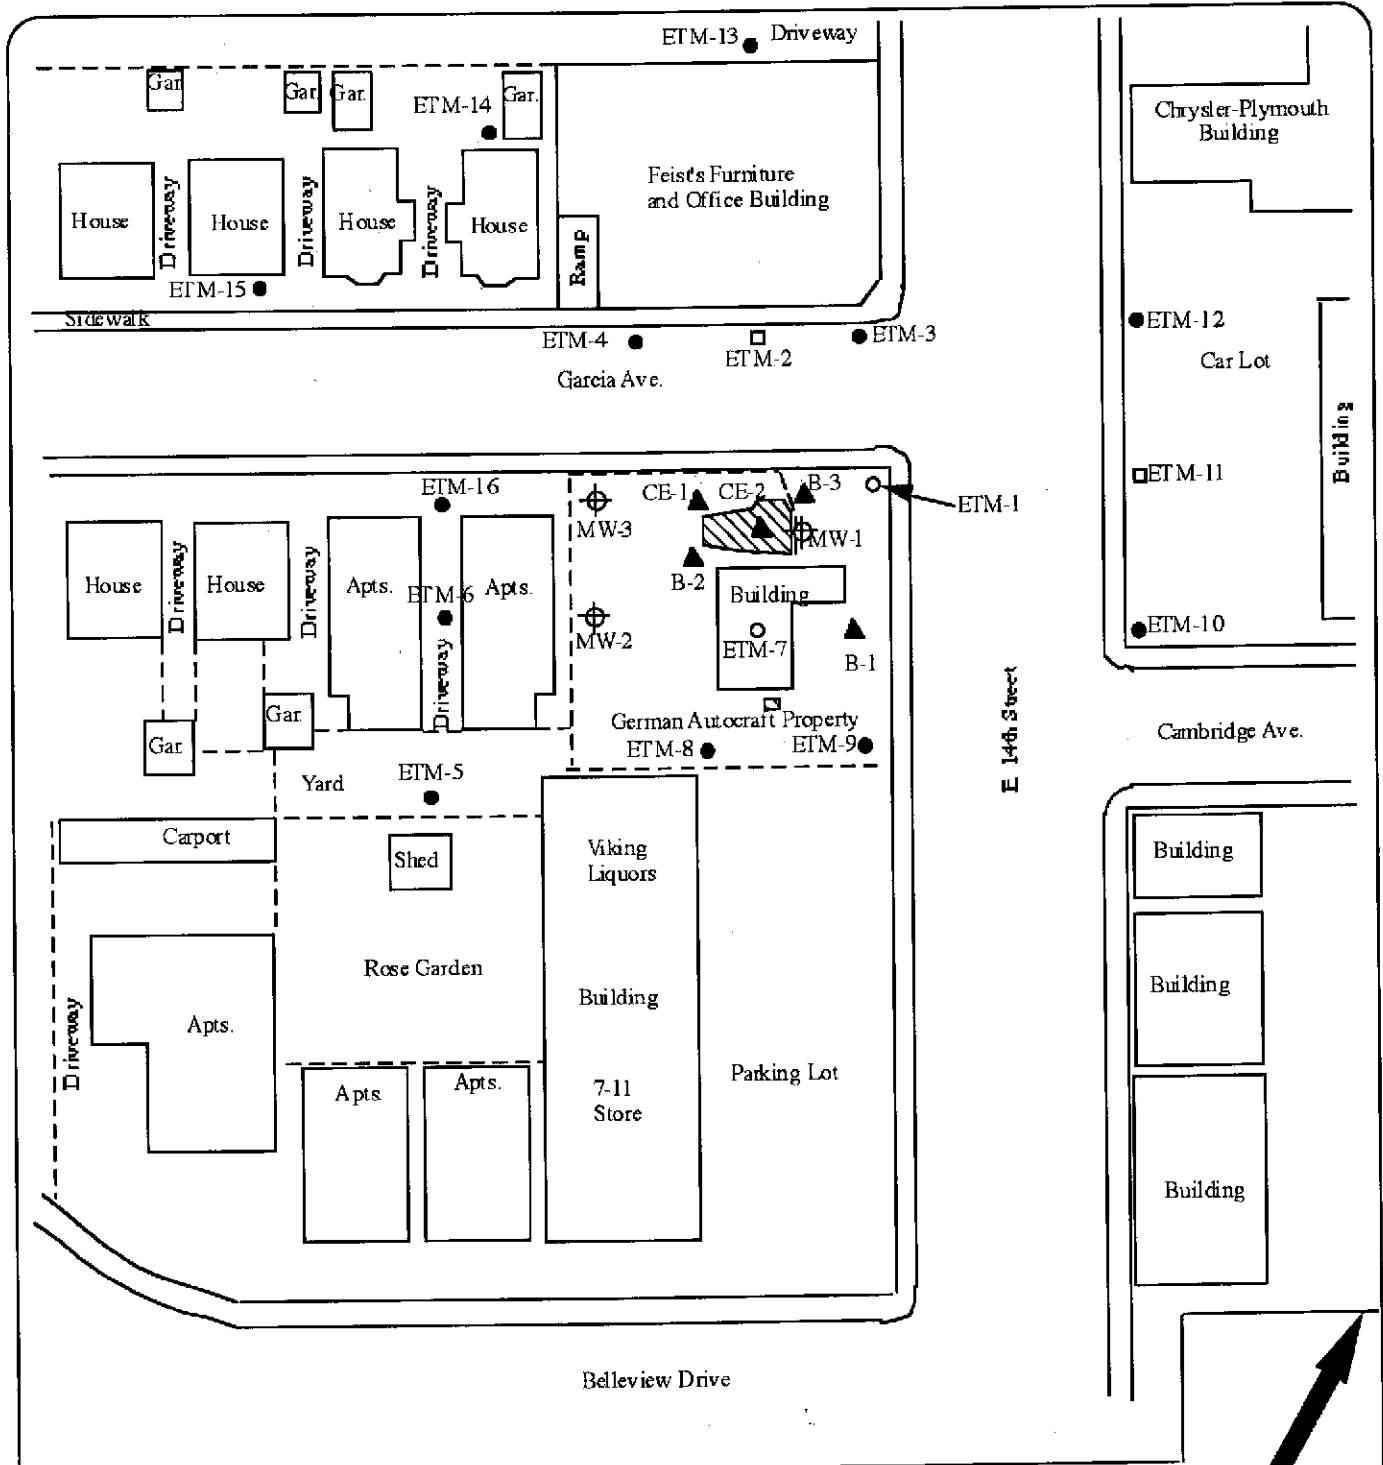 ETM-13 Driveway
Gar.
Gar.
Gar.
ETM-14
Gar.
Chrysler-Plymouth
Building
Feist's Furniture
and Office Building
House
Driveway
House
Driveway
House
Driveway
House
Ramp
ETM-15
Sidewalk
ETM-4
ETM-2
ETM-3
ETM-12
Garcia Ave.
Car Lot
Building
ETM-11
ETM-16
CE-1
CE-2
B-3
ETM-1
MW-3
MW-1
House
Driveway
House
Driveway
Apts.
ETM-6
Apts.
B-2
Building
MW-2
ETM-7
B-1
ETM-10
Driveway
E. 14th Street
Gar.
Gar.
German Autocraft Property
ETM-8
ETM-9
Cambridge Ave.
Yard
ETM-5
Carport
Shed
Viking
Liquors
Building
Rose Garden
Building
Building
Driveway
Apts.
Apts.
Apts.
7-11
Store
Parking Lot
Building
Belleview Drive